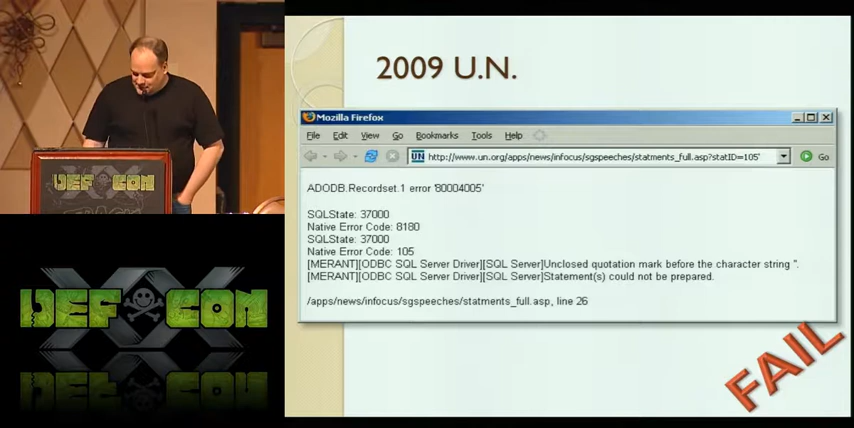 DEF CON
DEF CON
2009 U.N.
Mozilla Firefox
File Edit View Go Bookmarks Tools Help
UN http://www.un.org/apps/news/infocus/sgspeeches/statments_full.asp?statID=105' Go
ADODB.Recordset.1 error '80004005'
SQLState: 37000
Native Error Code: 8180
SQLState: 37000
Native Error Code: 105
[MERANT][ODBC SQL Server Driver][SQL Server]Unclosed quotation mark before the character string ''.
[MERANT][ODBC SQL Server Driver][SQL Server]Statement(s) could not be prepared.
/apps/news/infocus/sgspeeches/statments_full.asp, line 26
FAIL